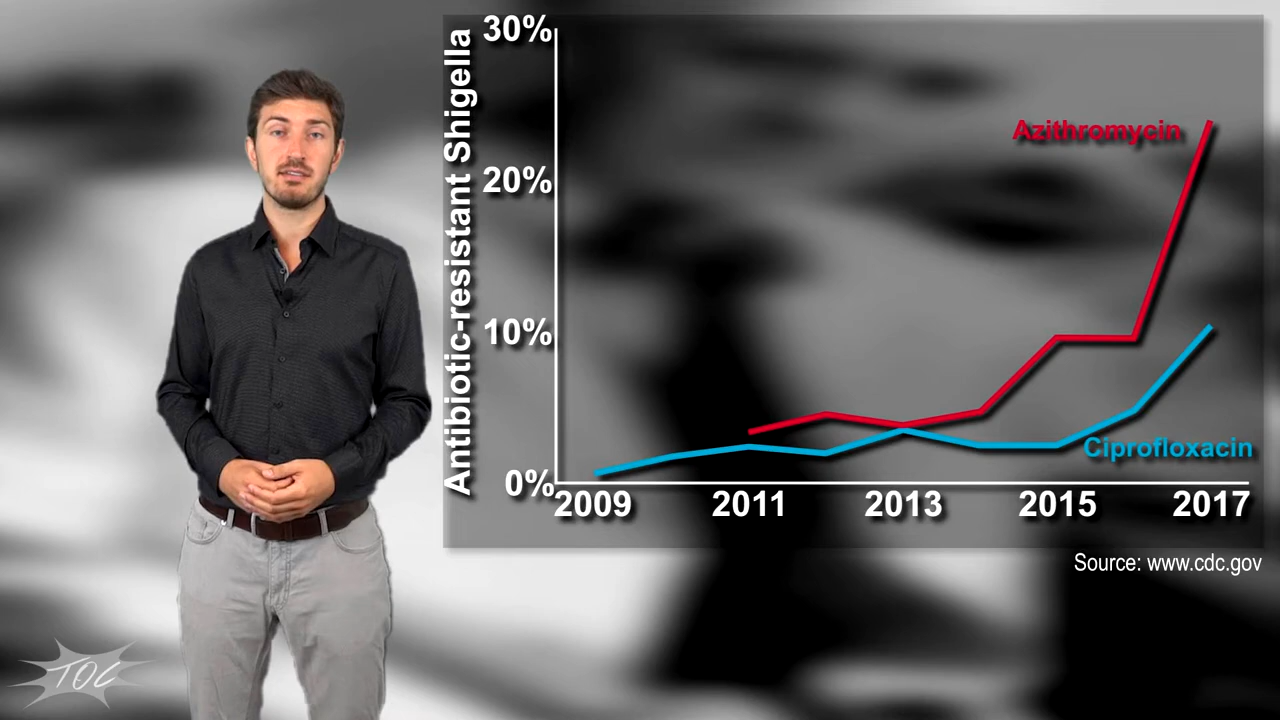 Antibiotic-resistant Shigella
30%
20%
10%
0%
Azithromycin
Ciprofloxacin
2009 2011 2013 2015 2017
Source: www.cdc.gov
TOC